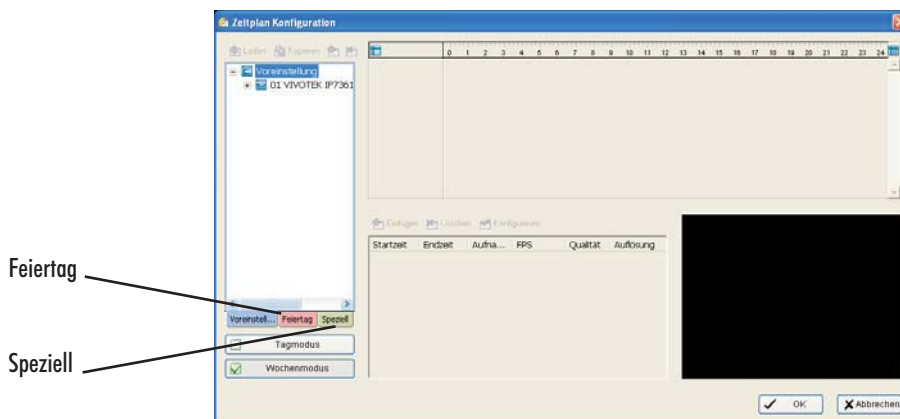 Zeitplan Konfiguration
Laden Kopieren
0 1 2 3 4 5 6 7 8 9 10 11 12 13 14 15 16 17 18 19 20 21 22 23 24
Voreinstellung
01 VIVOTEK IP7361
Einfügen Löschen Konfigurieren
Startzeit Endzeit Aufna... FPS Qualität Auflösung
Feiertag
Voreinstell... Feiertag Speziell
Tagmodus
Speziell
Wochenmodus
OK Abbrechen